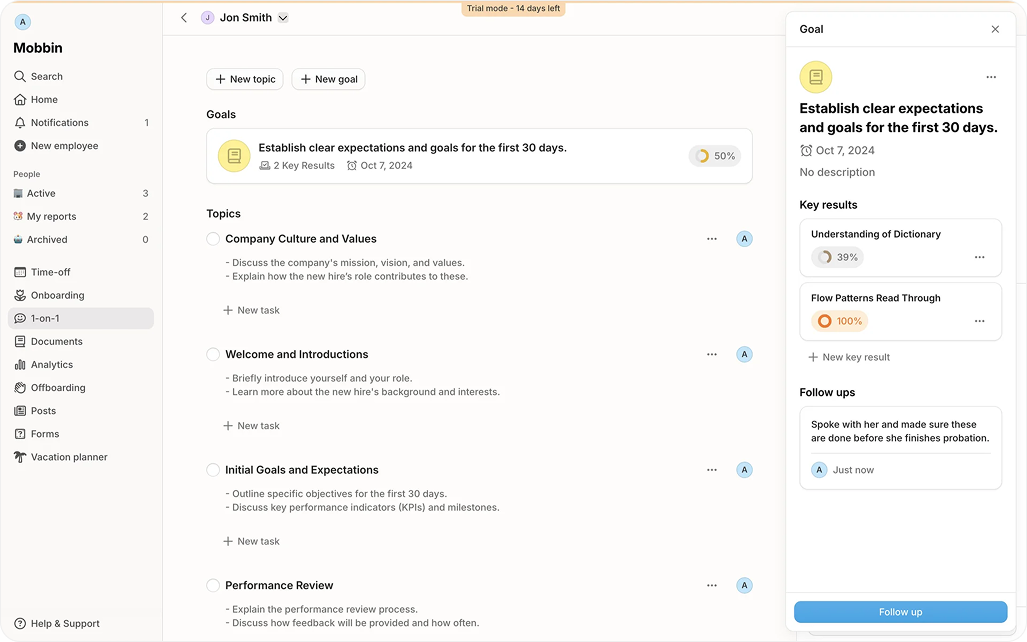 A
Mobbin
Search
Home
Notifications 1
New employee
People
Active 3
My reports 2
Archived 0
Time-off
Onboarding
1-on-1
Documents
Analytics
Offboarding
Posts
Forms
Vacation planner
Help & Support
Trial mode - 14 days left
J Jon Smith
New topic
New goal
Goals
Establish clear expectations and goals for the first 30 days.
2 Key Results Oct 7, 2024
50%
Topics
Company Culture and Values
A
- Discuss the company's mission, vision, and values.
- Explain how the new hire's role contributes to these.
New task
Welcome and Introductions
A
- Briefly introduce yourself and your role.
- Learn more about the new hire's background and interests.
New task
Initial Goals and Expectations
A
- Outline specific objectives for the first 30 days.
- Discuss key performance indicators (KPIs) and milestones.
New task
Performance Review
A
- Explain the performance review process.
- Discuss how feedback will be provided and how often.
Goal
Establish clear expectations
and goals for the first 30 days.
Oct 7, 2024
No description
Key results
Understanding of Dictionary
39%
Flow Patterns Read Through
100%
New key result
Follow ups
Spoke with her and made sure these
are done before she finishes probation.
A Just now
Follow up